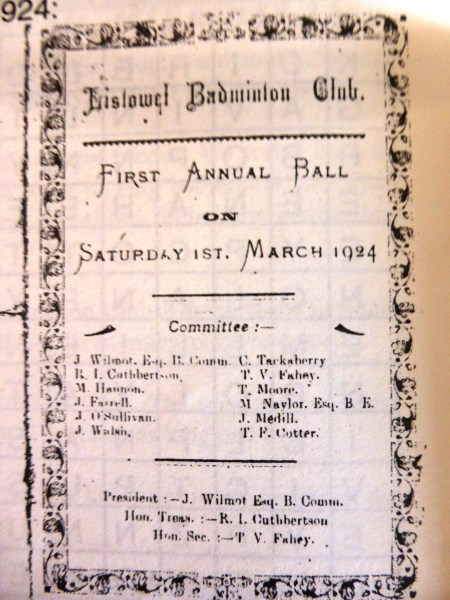 924:
Listowel Badminton Club.
First Annual Ball
ON
Saturday 1st. March 1924
Committee :—
J Wilmot. Esq. B. Comm. C. Tackaberry
R. I. Cuthbertson. T. V. Fahey.
M. Hannon. T. Moore.
J. Farrell. M Naylor. Esq. B E.
J. O'Sullivan. J. Medill.
J. Walsh. T. F. Cotter.
President :—J. Wilmot Esq. B. Comm.
Hon. Treas. :—R. I. Cuthbertson
Hon. Sec. :—T V. Fahey.